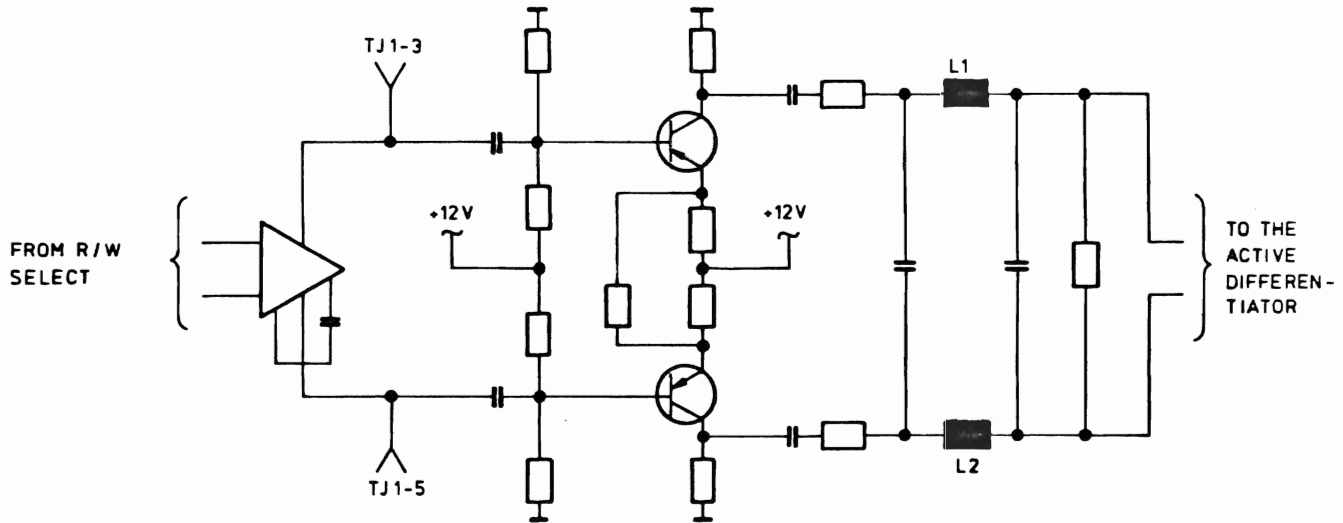 TJ1-3
L1
+12V
+12V
FROM R/W
SELECT
TO THE
ACTIVE
DIFFEREN-
TIATOR
L2
TJ1-5